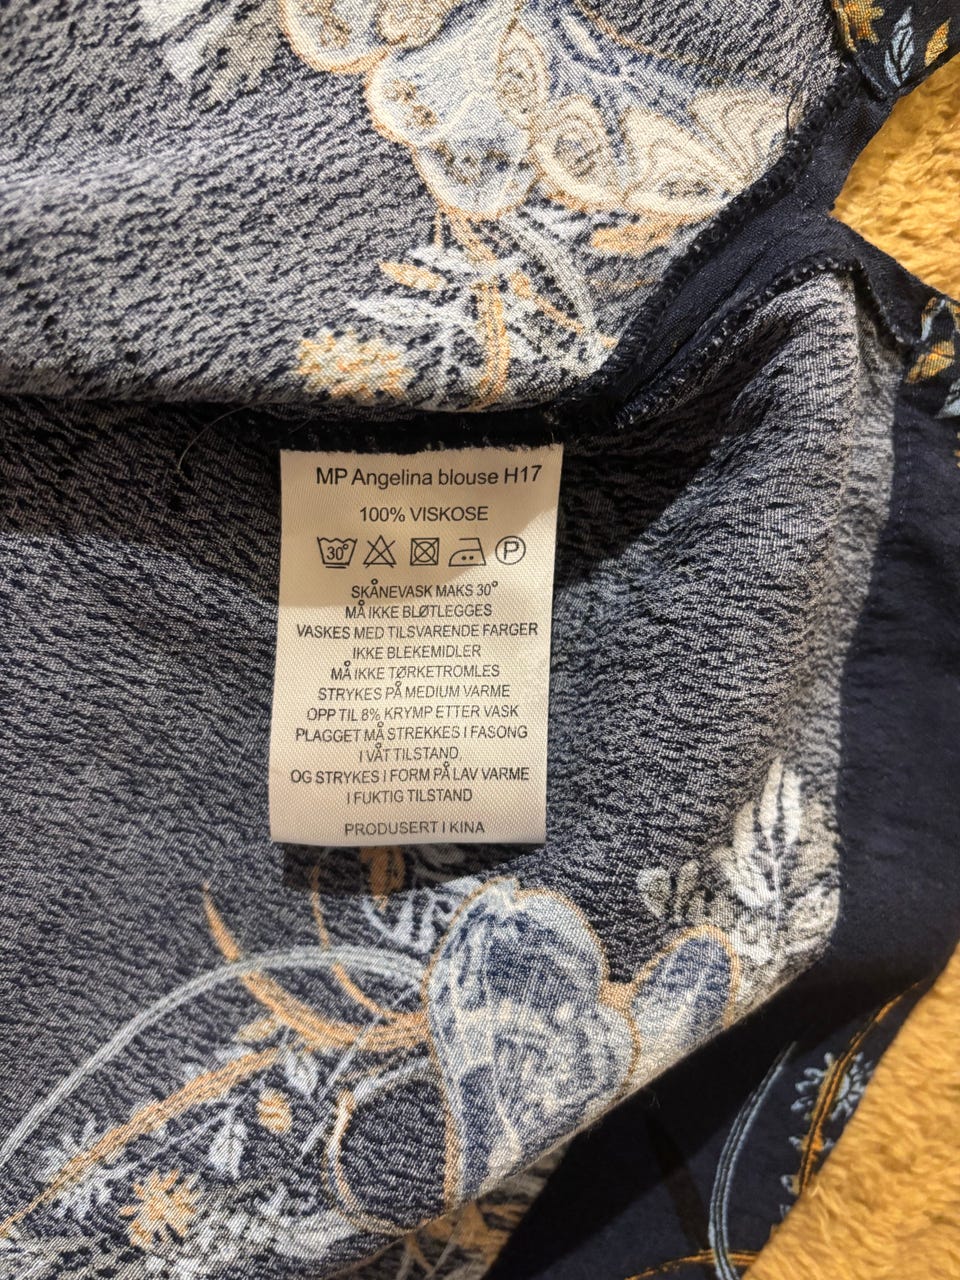 MP Angelina blouse H17
100% VISKOSE
30° P
SKÅNEVASK MAKS 30°
MÅ IKKE BLØTLEGGES
VASKES MED TILSVARENDE FARGER
IKKE BLEKEMIDLER
MÅ IKKE TØRKETROMLES
STRYKES PÅ MEDIUM VARME
OPP TIL 8% KRYMP ETTER VASK
PLAGGET MÅ STREKKES I FASONG
I VÅT TILSTAND,
OG STRYKES I FORM PÅ LAV VARME
I FUKTIG TILSTAND
PRODUSERT I KINA